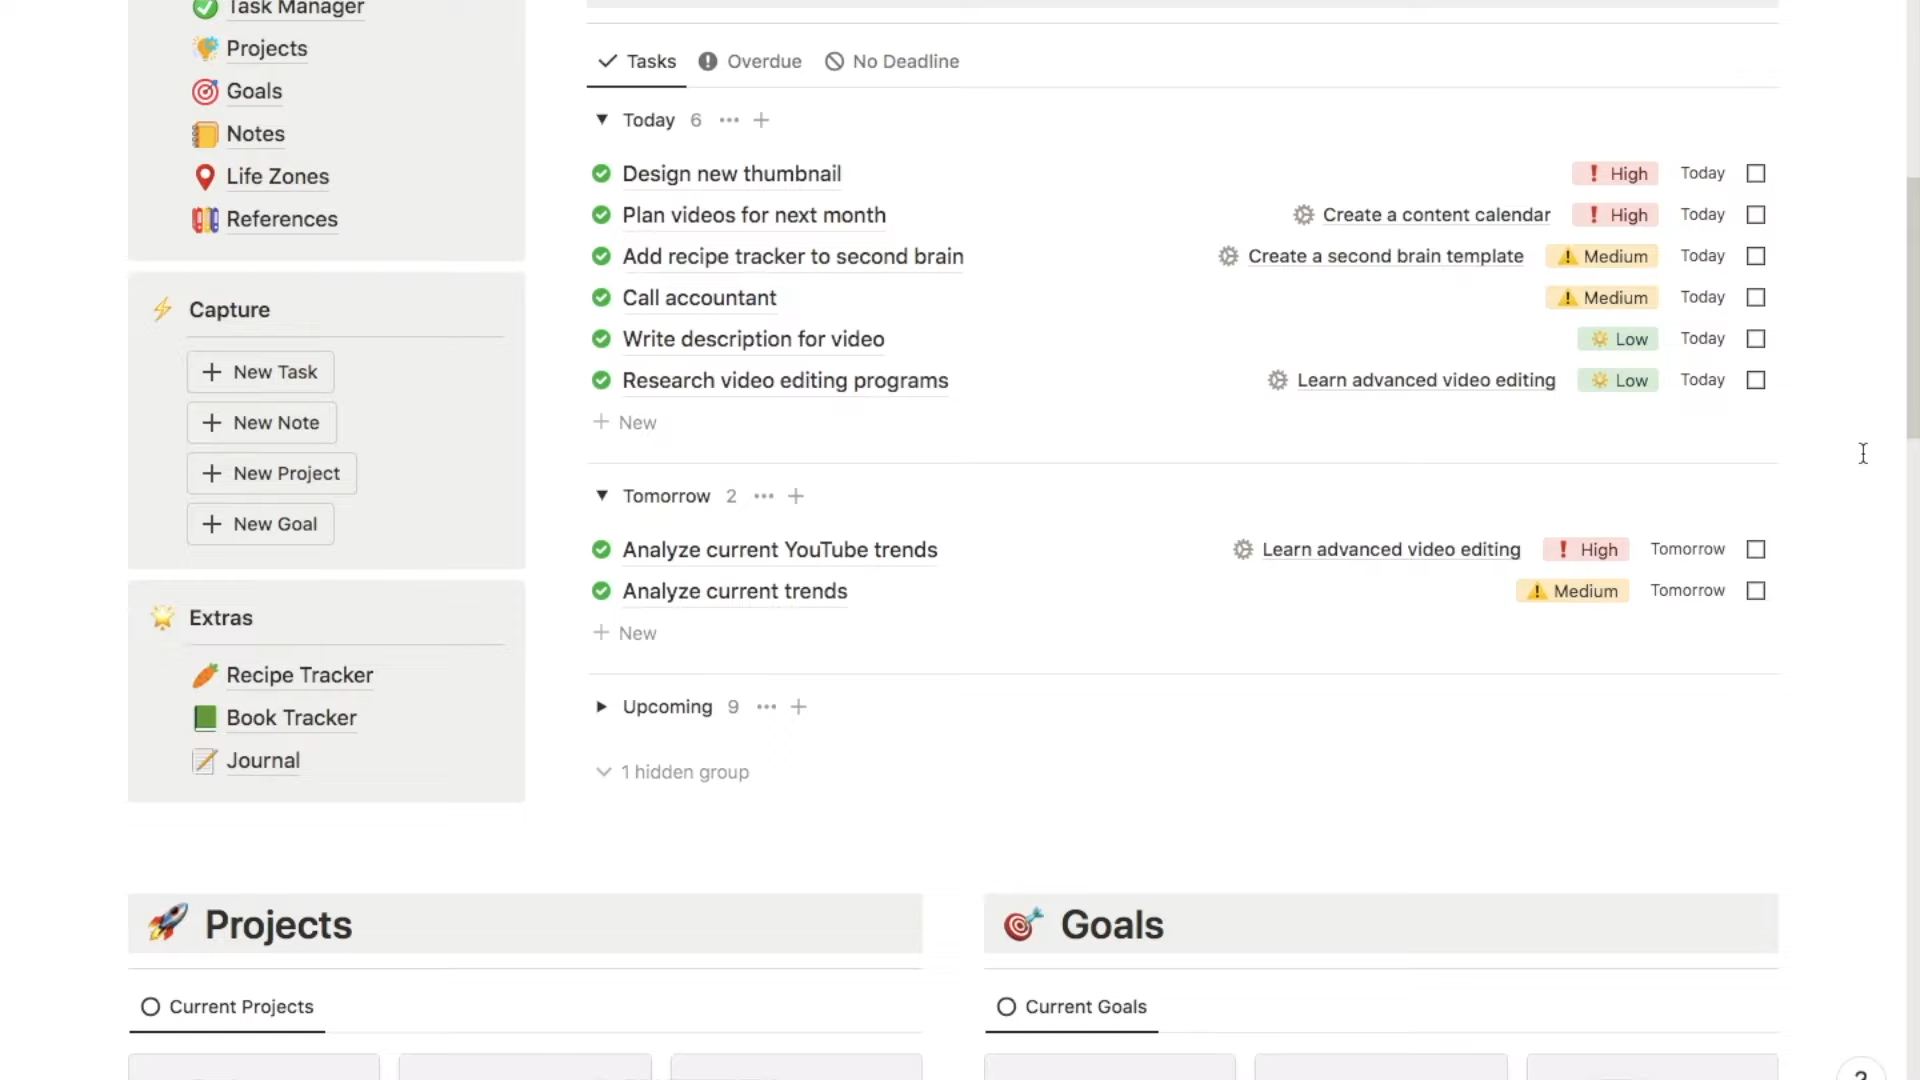 Task Manager
Projects
Goals
Notes
Life Zones
References
Capture
New Task
New Note
New Project
New Goal
Extras
Recipe Tracker
Book Tracker
Journal
Tasks Overdue No Deadline
Today 6
Design new thumbnail High Today
Plan videos for next month Create a content calendar High Today
Add recipe tracker to second brain Create a second brain template Medium Today
Call accountant Medium Today
Write description for video Low Today
Research video editing programs Learn advanced video editing Low Today
New
Tomorrow 2
Analyze current YouTube trends Learn advanced video editing High Tomorrow
Analyze current trends Medium Tomorrow
New
Upcoming 9
1 hidden group
Projects
Current Projects
Goals
Current Goals